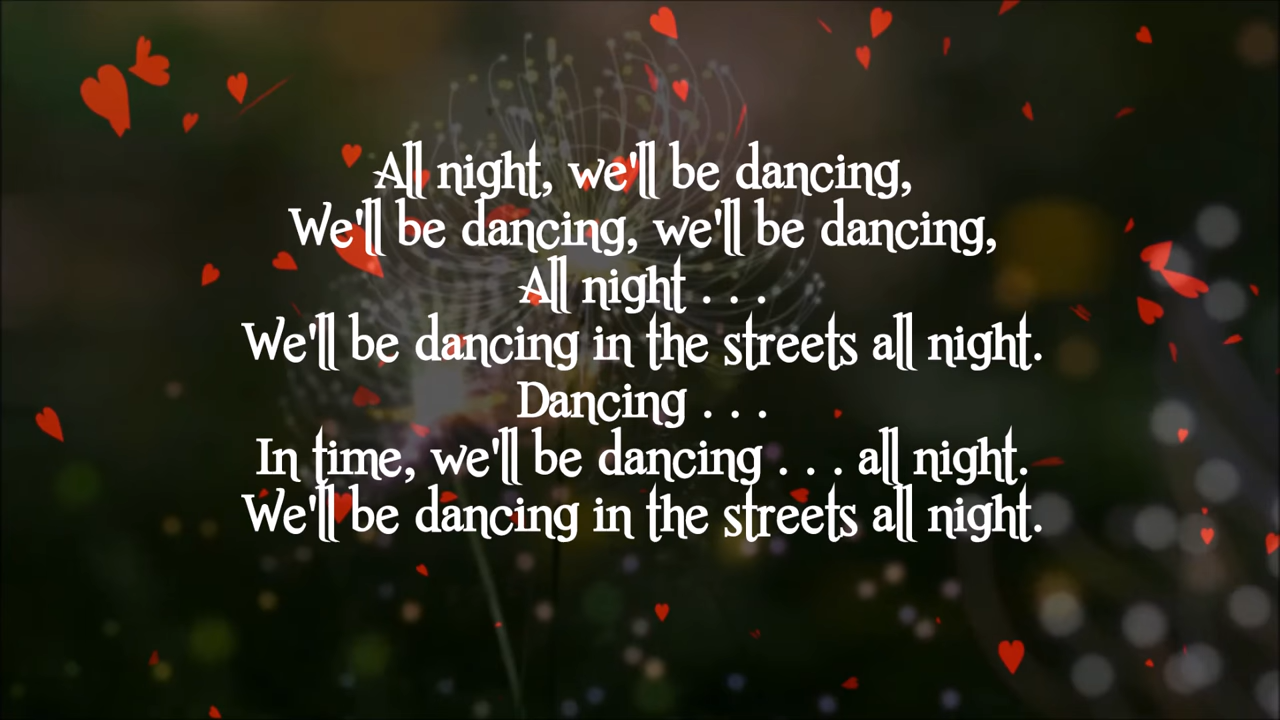 All night, we'll be dancing,
We'll be dancing, we'll be dancing,
All night . . .
We'll be dancing in the streets all night.
Dancing . . .
In time, we'll be dancing . . . all night.
We'll be dancing in the streets all night.